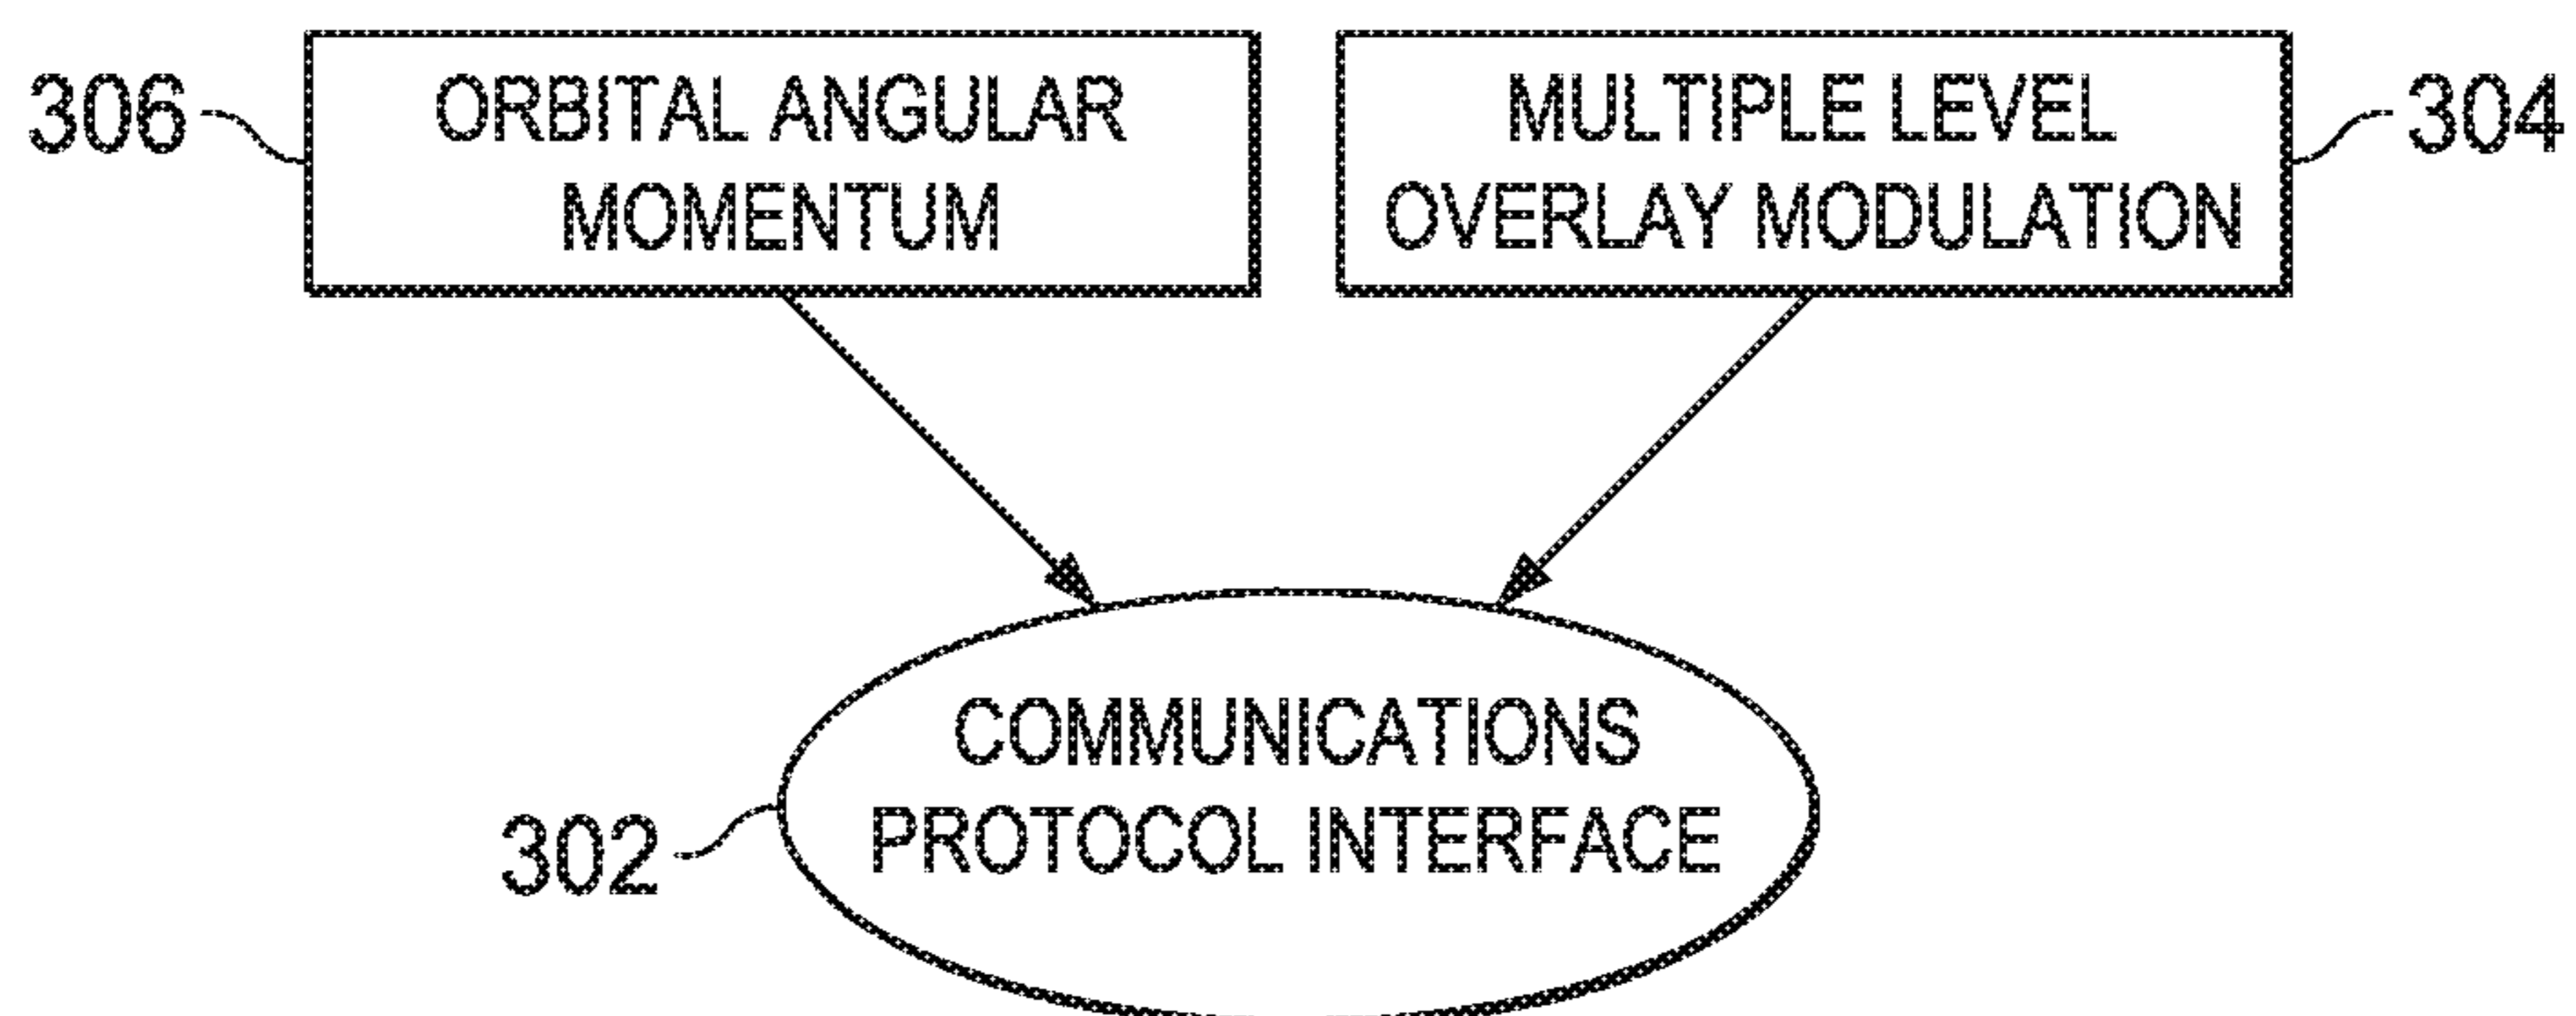 306
ORBITAL ANGULAR
MOMENTUM
MULTIPLE LEVEL
OVERLAY MODULATION
304
COMMUNICATIONS
PROTOCOL INTERFACE
302